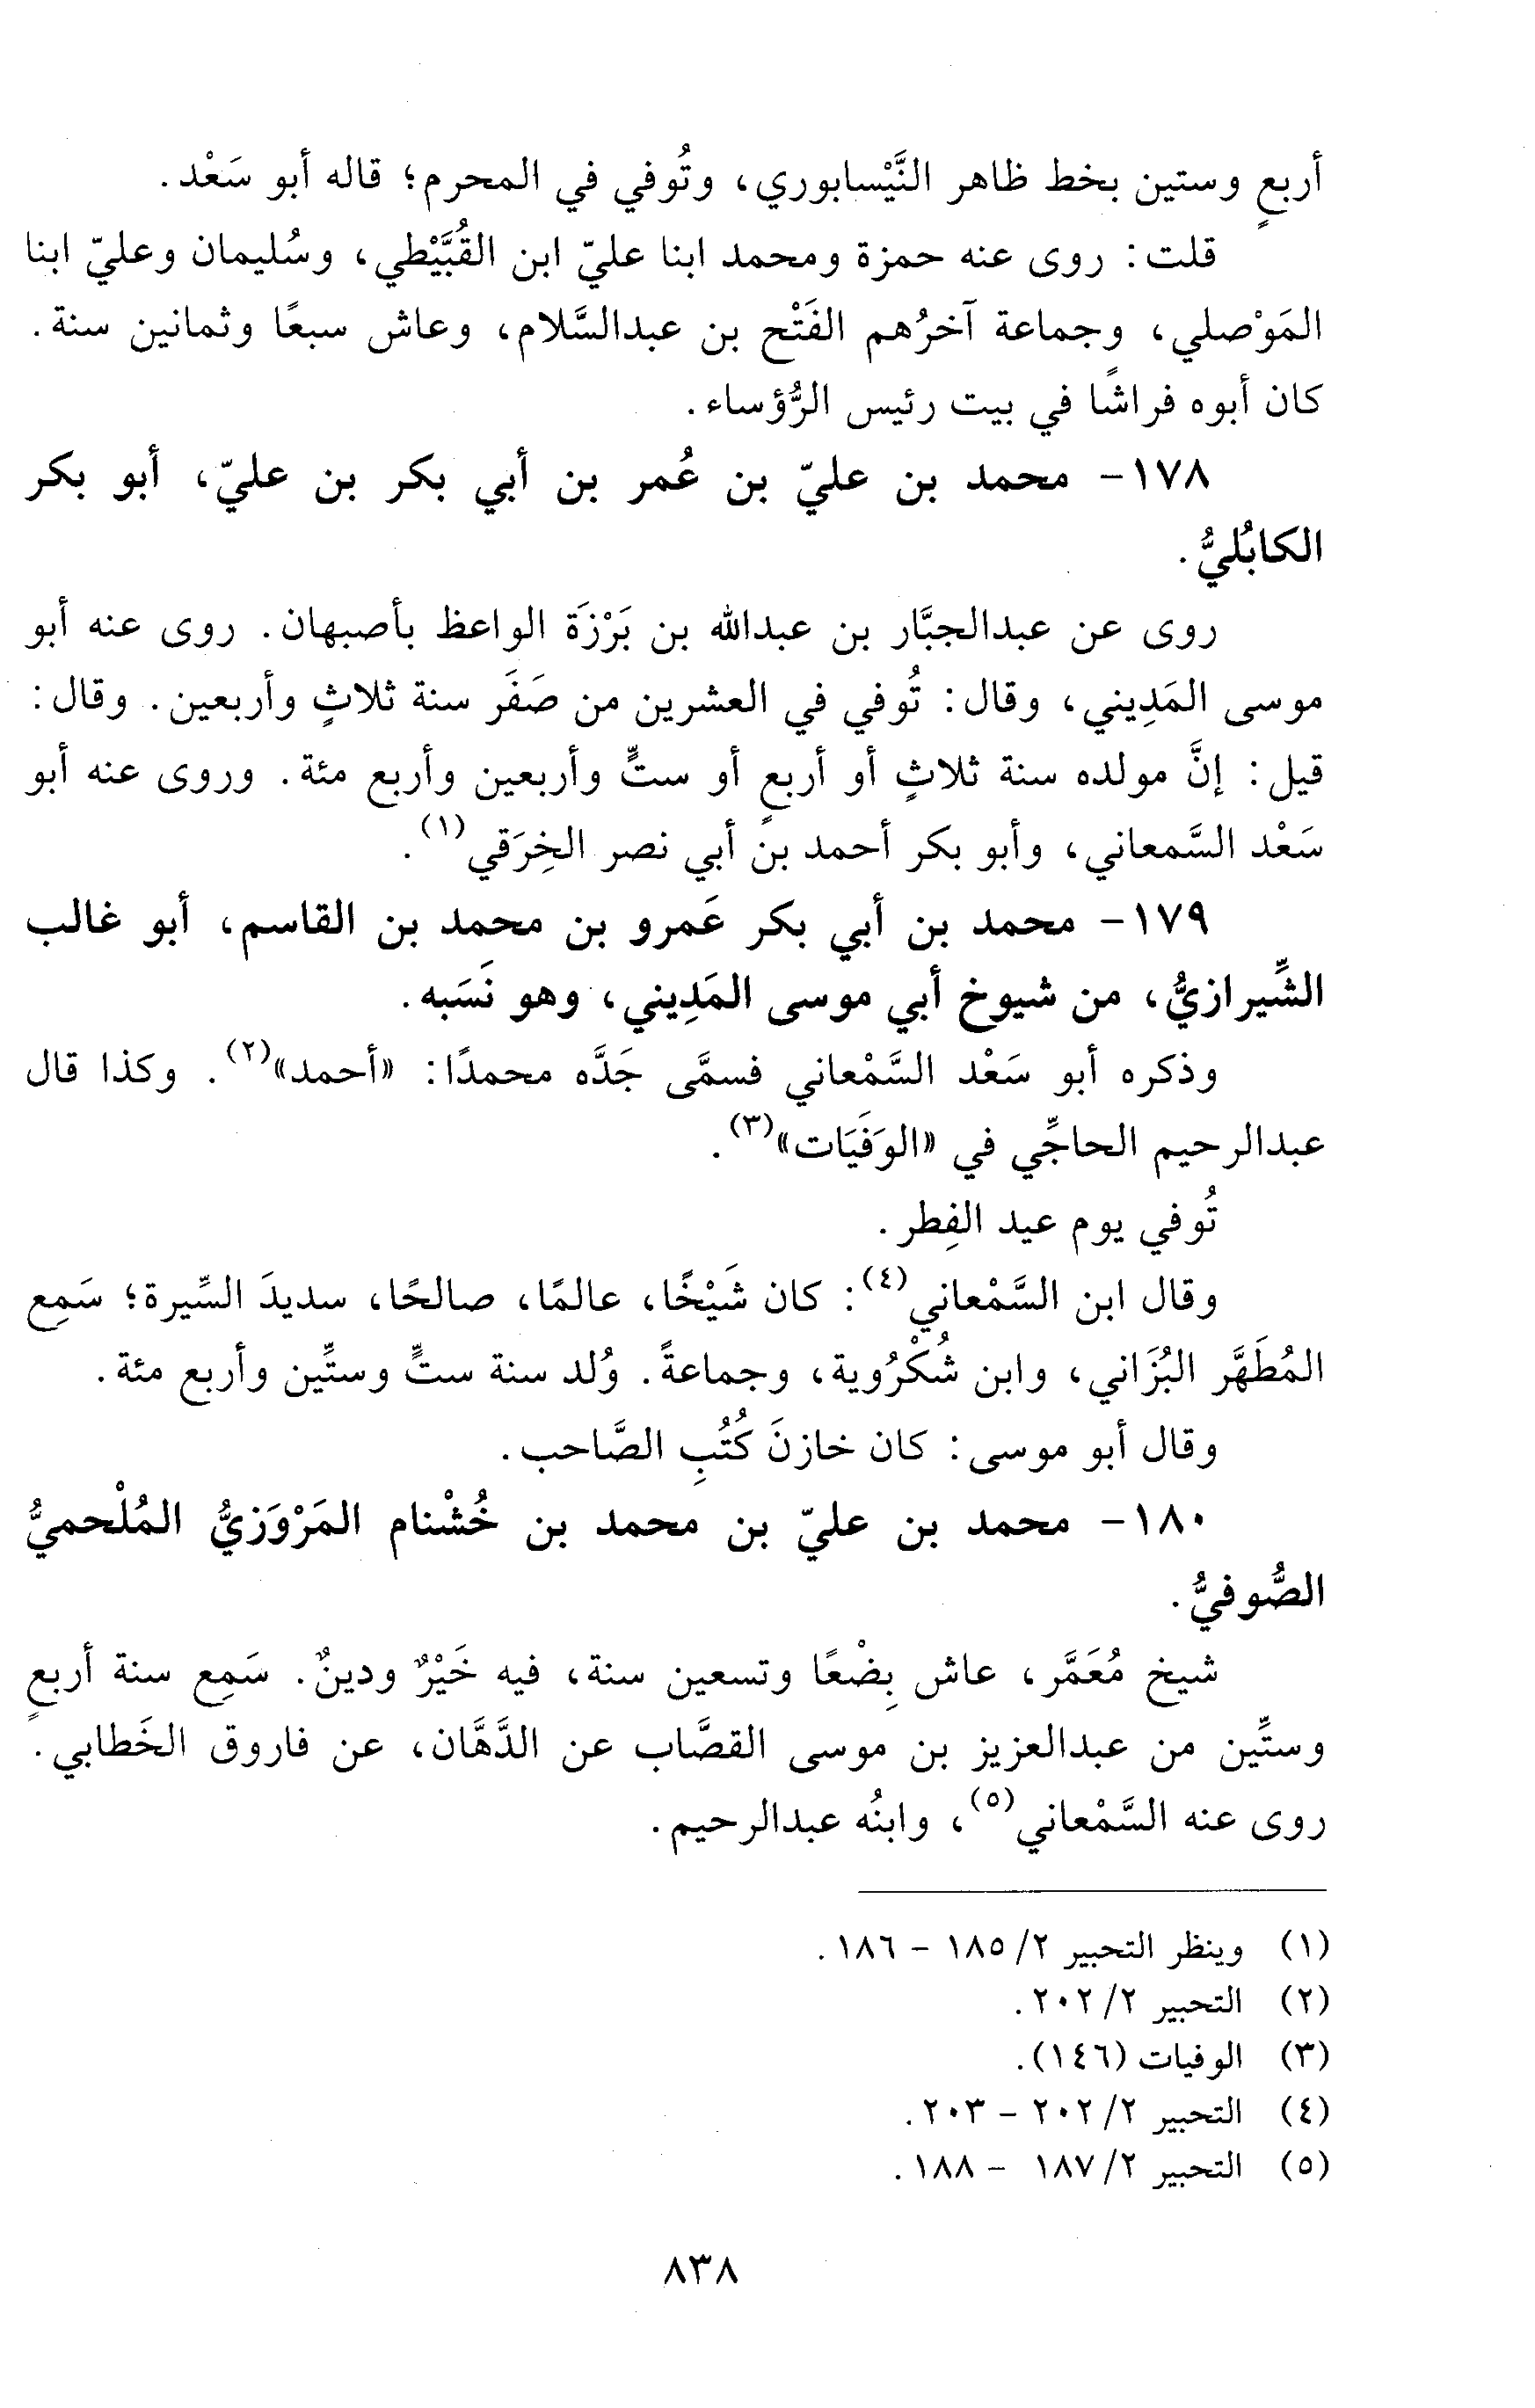 أربعٍ وستين بخط ظاهر النَّيْسابوري، وتُوفي في المحرم؛ قاله أبو سَعْد.
قلت: روى عنه حمزة ومحمد ابنا عليّ ابن القُبَّيْطي، وسُليمان وعليّ ابنا
المَوْصلي، وجماعة آخرُهم الفَتْح بن عبدالسَّلام، وعاش سبعًا وثمانين سنة.
كان أبوه فراشًا في بيت رئيس الرُّؤساء.
١٧٨- محمد بن عليّ بن عُمر بن أبي بكر بن عليّ، أبو بكر
الكابُليُّ.
روى عن عبدالجبَّار بن عبدالله بن بَرْزَة الواعظ بأصبهان. روى عنه أبو
موسى المَدِيني، وقال: تُوفي في العشرين من صَفَر سنة ثلاثٍ وأربعين. وقال:
قيل: إنَّ مولده سنة ثلاثٍ أو أربعٍ أو ستٍّ وأربعين وأربع مئة. وروى عنه أبو
سَعْد السَّمعاني، وأبو بكر أحمد بن أبي نصر الخِرَقي(١).
١٧٩- محمد بن أبي بكر عَمرو بن محمد بن القاسم، أبو غالب
الشِّيرازيُّ، من شيوخ أبي موسى المَدِيني، وهو نَسَبه.
وذكره أبو سَعْد السَّمْعاني فسمَّى جَدَّه محمدًا: «أحمد»(٢). وكذا قال
عبدالرحيم الحاجِّي في «الوَفَيَات»(٣).
تُوفي يوم عيد الفِطر.
وقال ابن السَّمْعاني(٤): كان شَيْخًا، عالمًا، صالحًا، سديدَ السِّيرة؛ سَمِع
المُطَهَّر البُزَاني، وابن شُكْرُوية، وجماعةً. وُلد سنة ستٍّ وستِّين وأربع مئة.
وقال أبو موسى: كان خازنَ كُتُبِ الصَّاحب.
١٨٠- محمد بن عليّ بن محمد بن خُشْنام المَرْوَزيُّ المُلْحميُّ
الصُّوفيُّ.
شيخ مُعَمَّر، عاش بِضْعًا وتسعين سنة، فيه خَيْرٌ ودينٌ. سَمِع سنة أربعٍ
وستِّين من عبدالعزيز بن موسى القصَّاب عن الدَّهَّان، عن فاروق الخَطابي.
روى عنه السَّمْعاني(٥)، وابنُه عبدالرحيم.
(١) وينظر التحبير ٢/ ١٨٥ - ١٨٦.
(٢) التحبير ٢/ ٢٠٢.
(٣) الوفيات (١٤٦).
(٤) التحبير ٢/ ٢٠٢ - ٢٠٣.
(٥) التحبير ٢/ ١٨٧ - ١٨٨.
٨٣٨